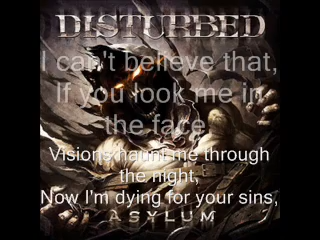 DISTURBED
I can't believe that,
If you look me in
the face,
Visions haunt me through
the night,
Now I'm dying for your sins,
ASYLUM